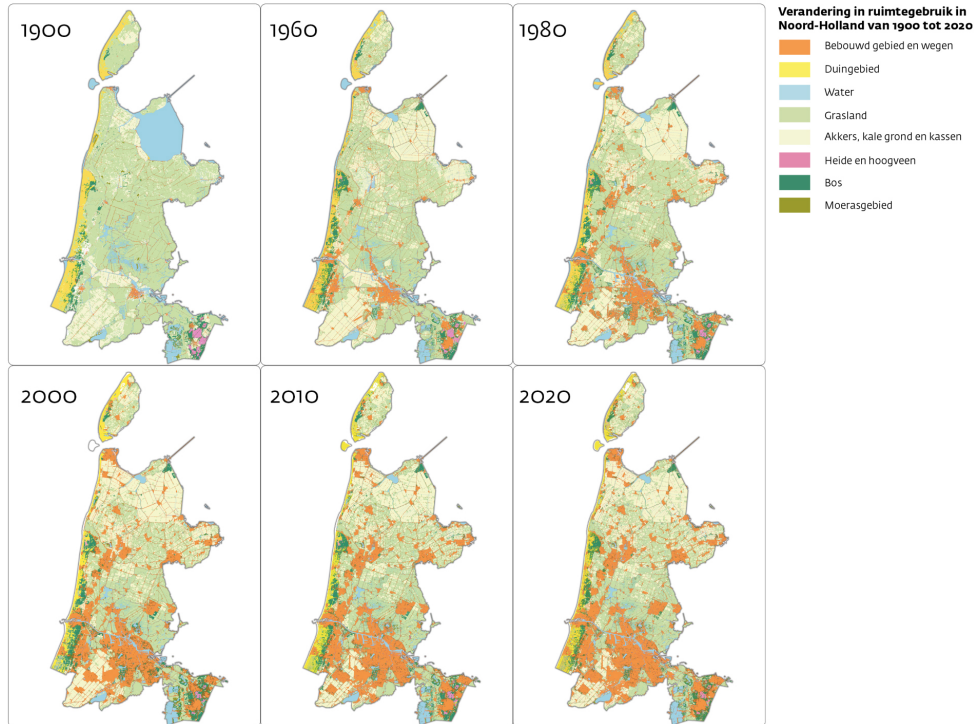 1900
1960
1980
2000
2010
2020
Verandering in ruimtegebruik in
Noord-Holland van 1900 tot 2020
Bebouwd gebied en wegen
Duingebied
Water
Grasland
Akkers, kale grond en kassen
Heide en hoogveen
Bos
Moerasgebied